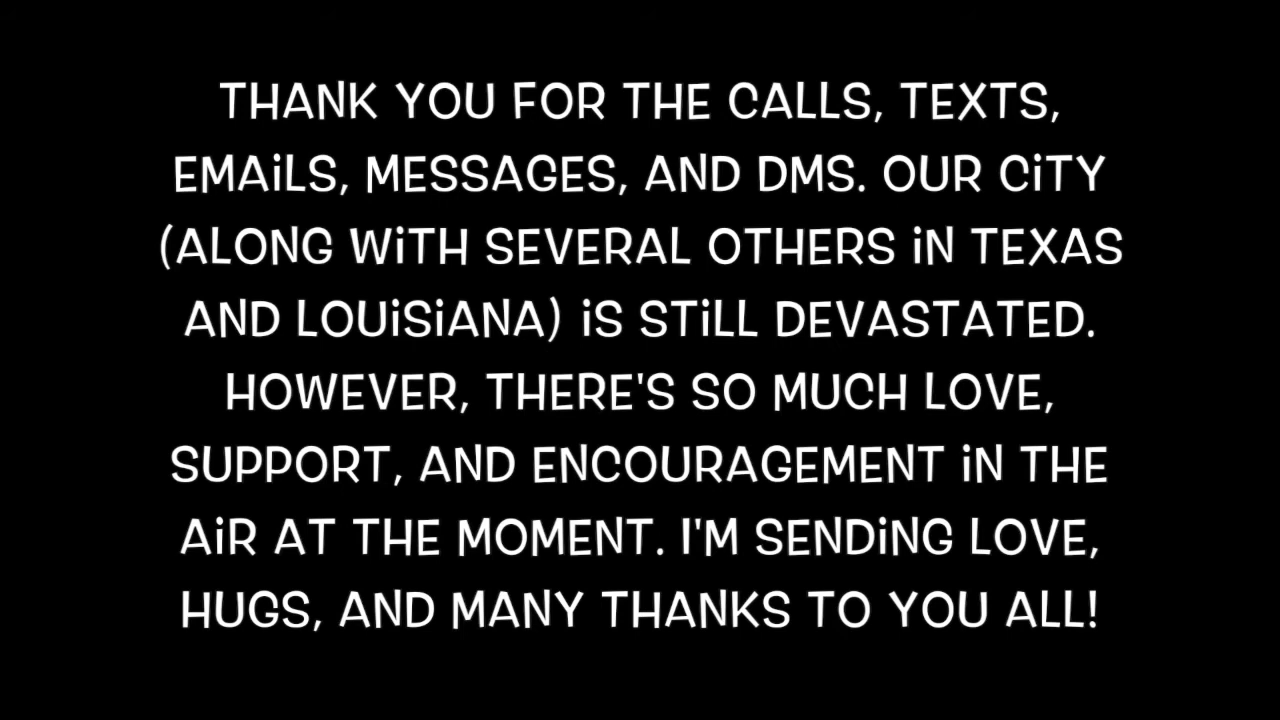 THANK YOU FOR THE CALLS, TEXTS,
EMAiLS, MESSAGES, AND DMS. OUR CiTY
(ALONG WiTH SEVERAL OTHERS iN TEXAS
AND LOUiSiANA) iS STiLL DEVASTATED.
HOWEVER, THERE'S SO MUCH LOVE,
SUPPORT, AND ENCOURAGEMENT iN THE
AiR AT THE MOMENT. I'M SENDiNG LOVE,
HUGS, AND MANY THANKS TO YOU ALL!